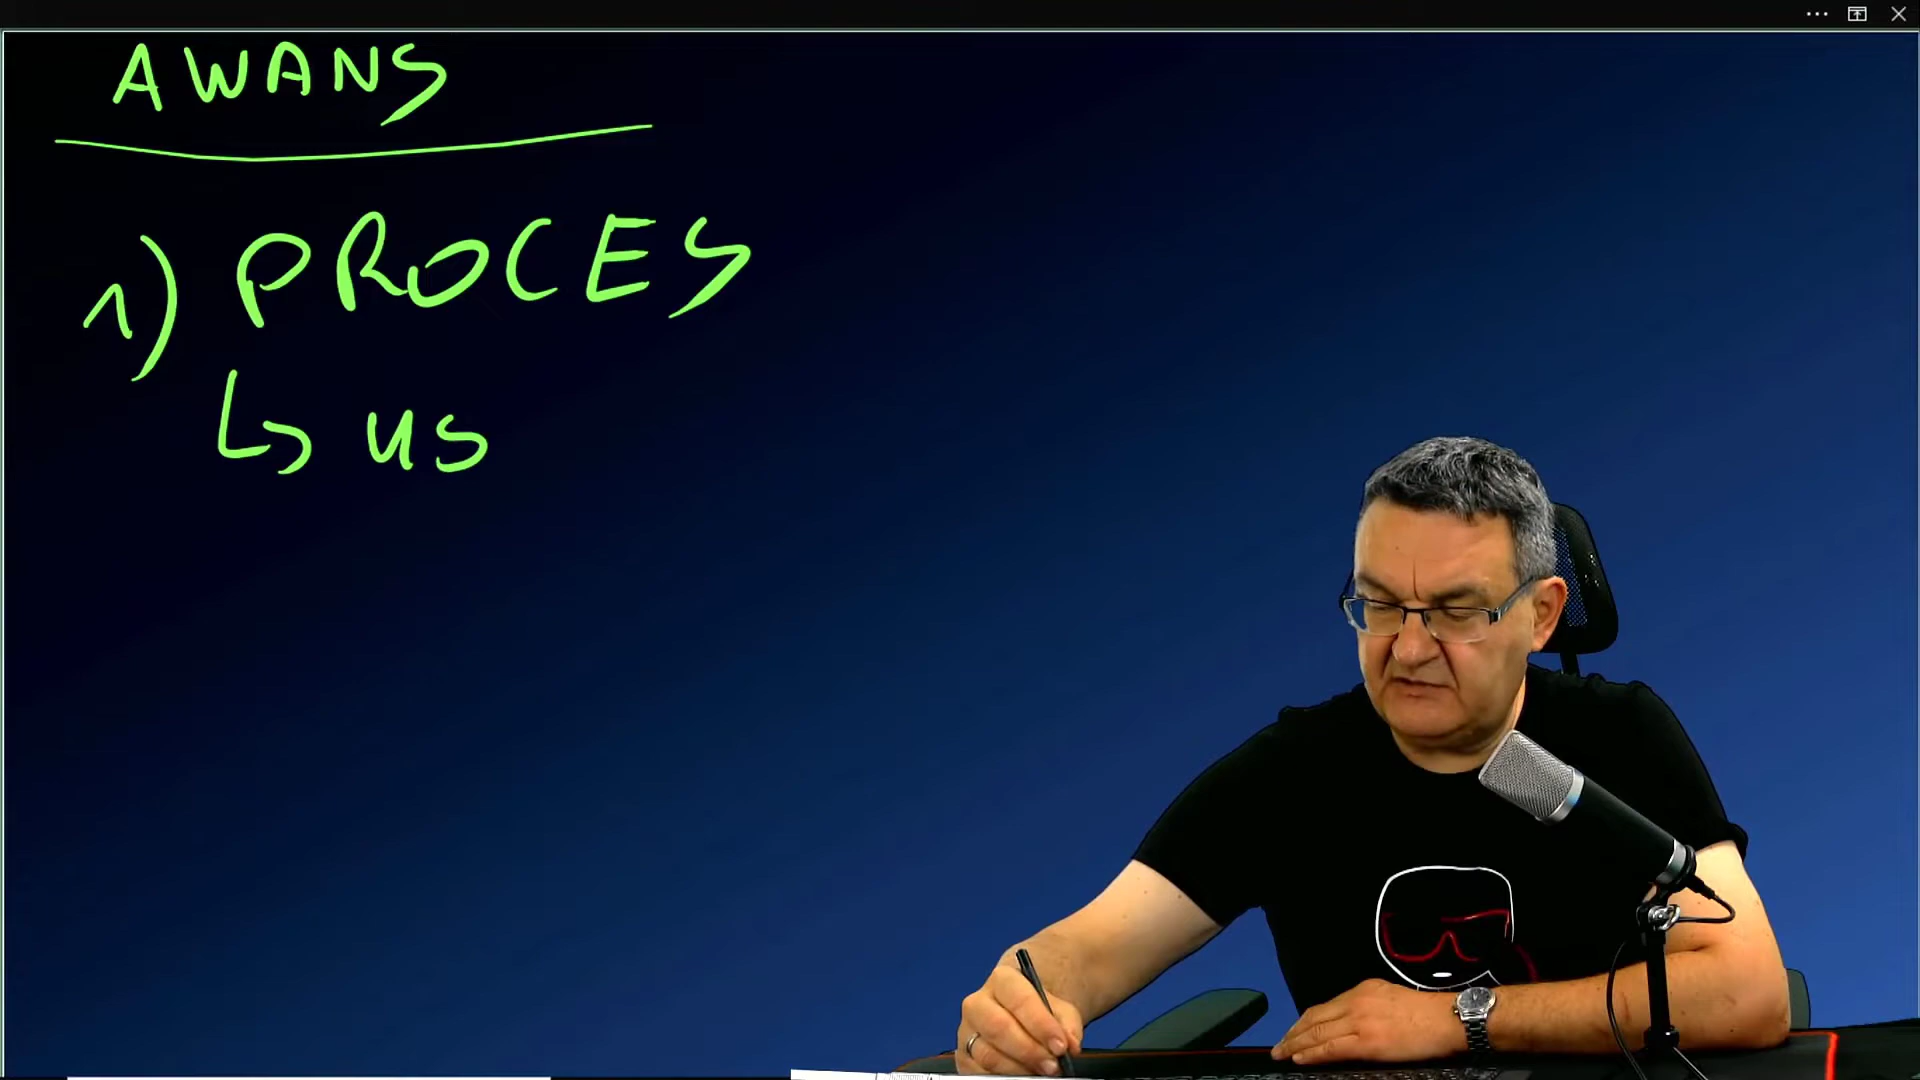 AWANS
1) PROCES
↳ us